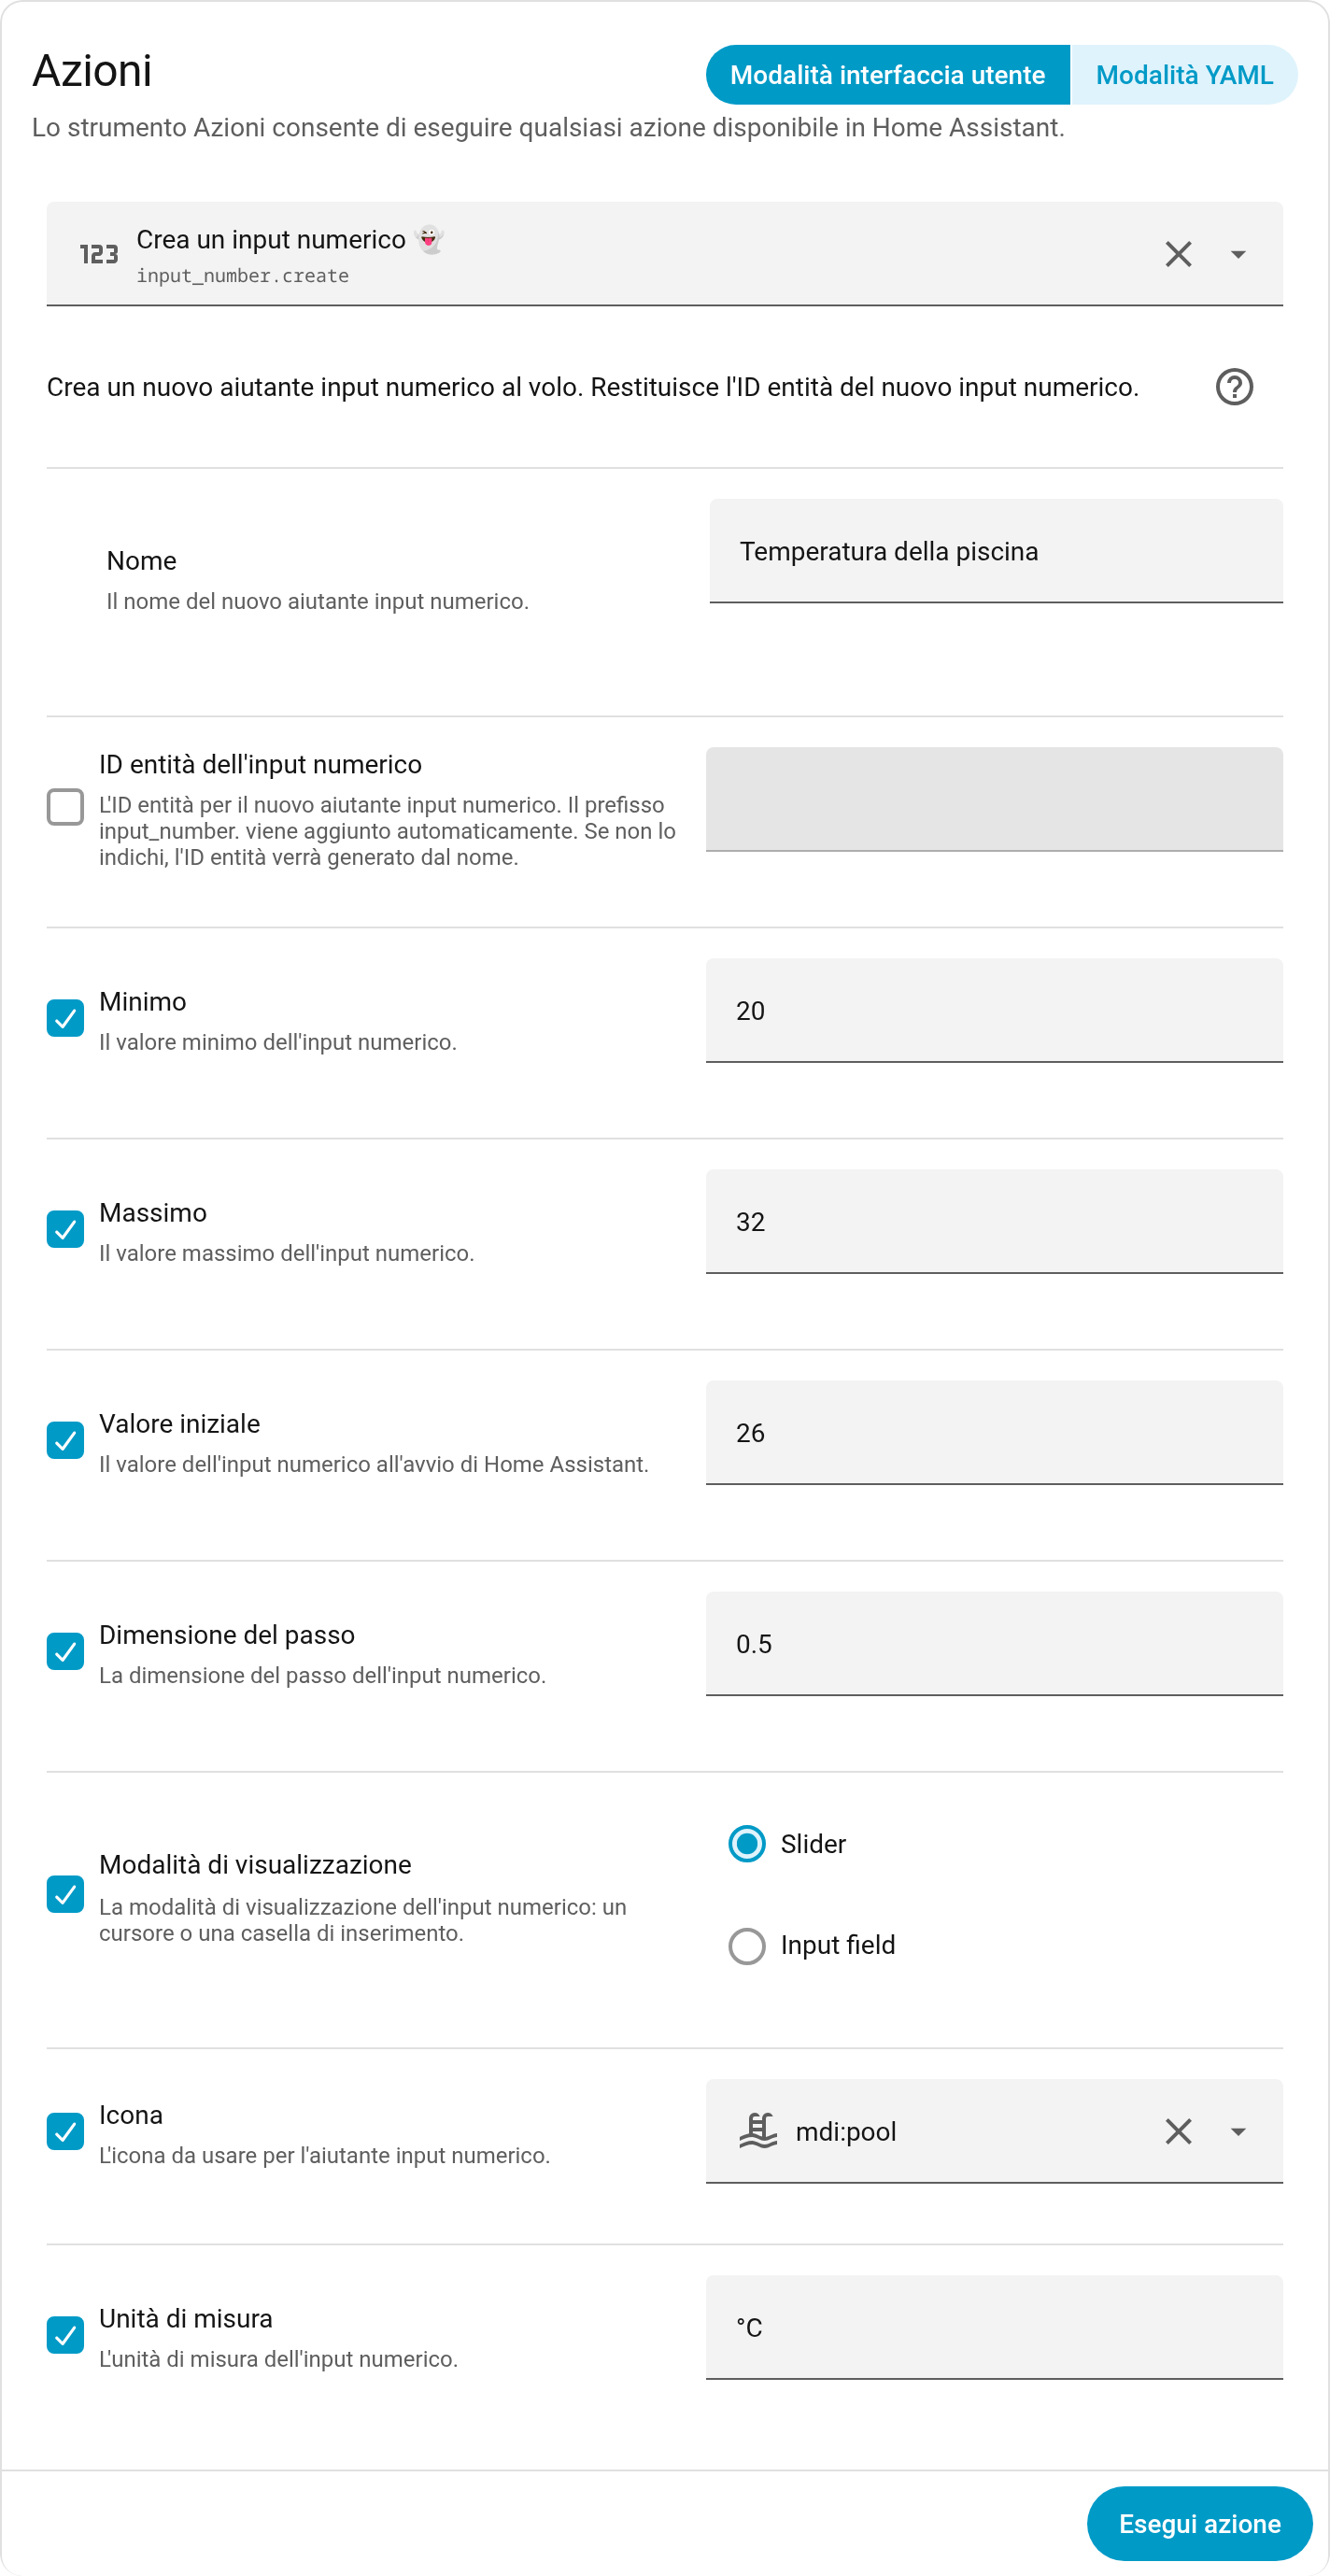 Azioni
Modalità interfaccia utente
Modalità YAML
Lo strumento Azioni consente di eseguire qualsiasi azione disponibile in Home Assistant.
123
Crea un input numerico 👻
input_number.create
Crea un nuovo aiutante input numerico al volo. Restituisce l'ID entità del nuovo input numerico.
Nome
Il nome del nuovo aiutante input numerico.
Temperatura della piscina
ID entità dell'input numerico
L'ID entità per il nuovo aiutante input numerico. Il prefisso
input_number. viene aggiunto automaticamente. Se non lo
indichi, l'ID entità verrà generato dal nome.
Minimo
Il valore minimo dell'input numerico.
20
Massimo
Il valore massimo dell'input numerico.
32
Valore iniziale
Il valore dell'input numerico all'avvio di Home Assistant.
26
Dimensione del passo
La dimensione del passo dell'input numerico.
0.5
Modalità di visualizzazione
La modalità di visualizzazione dell'input numerico: un
cursore o una casella di inserimento.
Slider
Input field
Icona
L'icona da usare per l'aiutante input numerico.
mdi:pool
Unità di misura
L'unità di misura dell'input numerico.
°C
Esegui azione